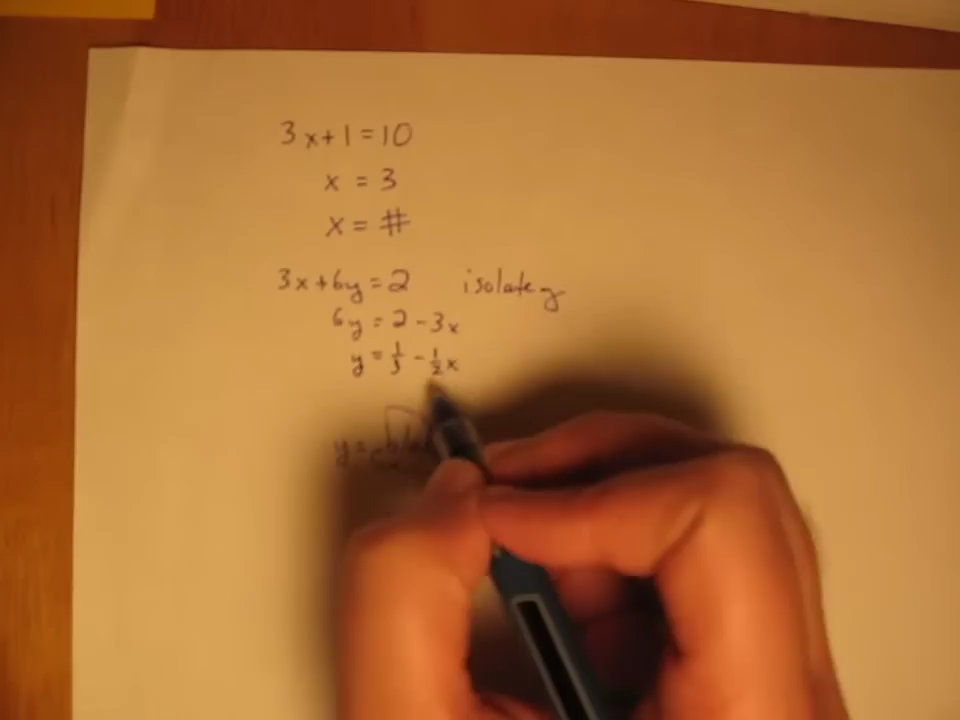 3x+1=10
x = 3
x = #
3x+6y=2 isolate y
6y = 2 - 3x
y = 1/3 - 1/2x
y =